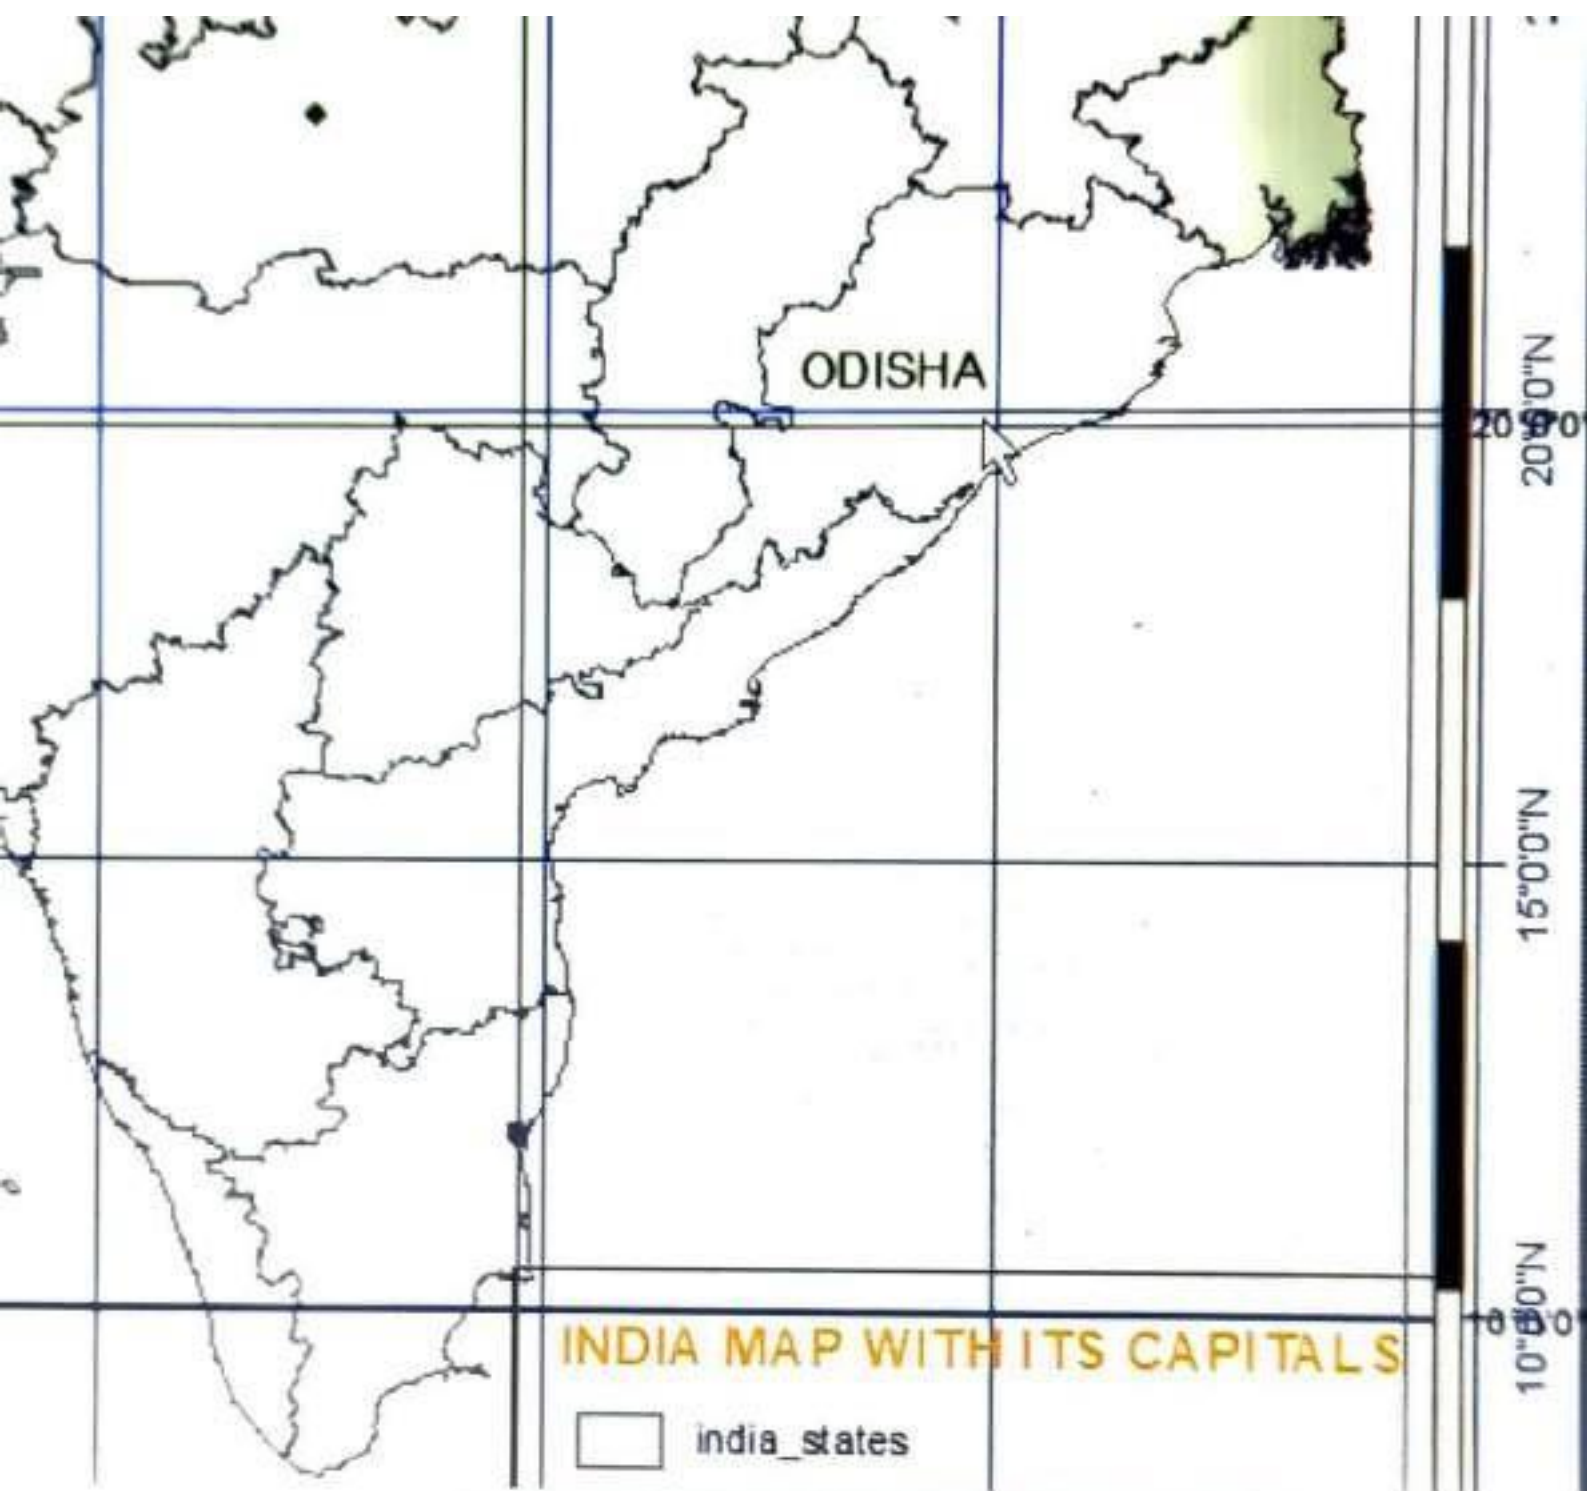 ODISHA
20°0'0"N
15°0'0"N
10°0'0"N
INDIA MAP WITH ITS CAPITALS
india_states